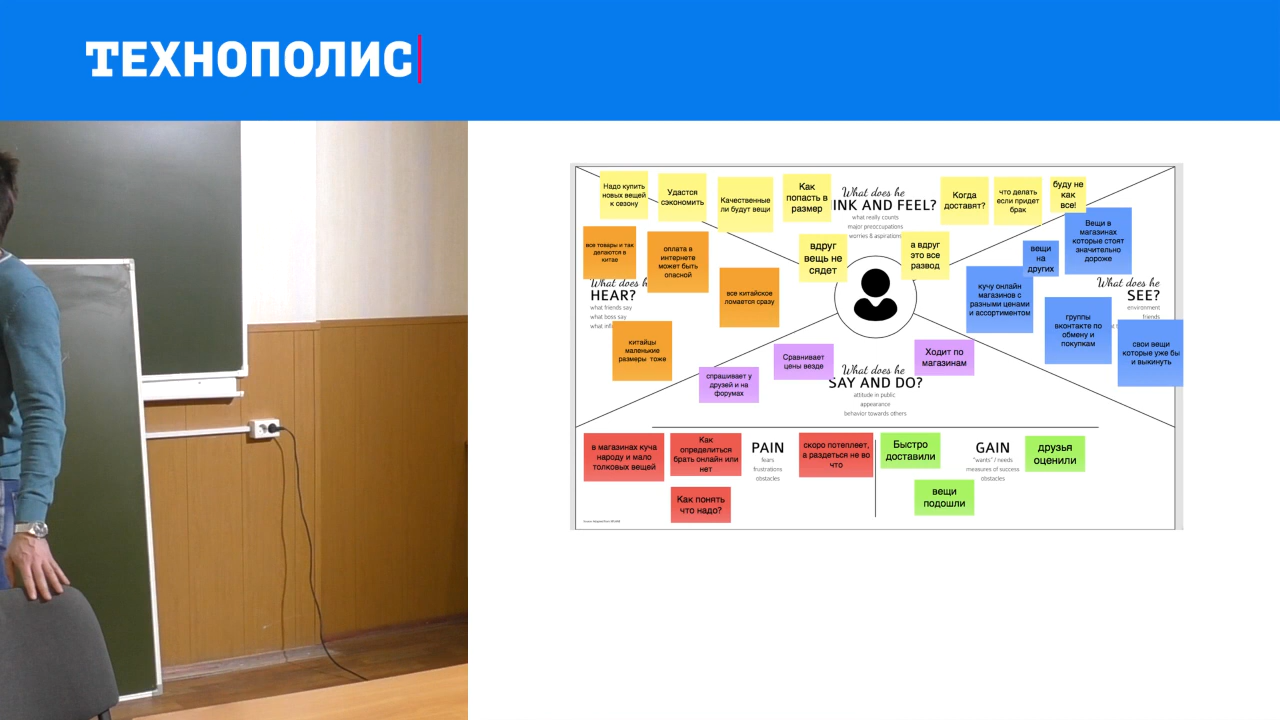 ТЕХНОПОЛИС
Надо купить
новых вещей
к сезону
Удастся
сэкономить
Качественные
ли будут вещи
Как
попасть в
размер
What does he
INK AND FEEL?
what really counts
major preoccupations
worries & aspirations
Когда
доставят?
что делать
если придет
брак
буду не
как
все!
вдруг
вещь не
сядет
а вдруг
это все
развод
все товары и так
делаются в
китае
оплата в
интернете
может быть
опасной
все китайское
ломается сразу
What does h
HEAR?
what friends say
what boss say
what infl
китайцы
маленькие
размеры тоже
Вещи в
магазинах
которые стоят
значительно
дороже
вещи
на
других
кучу онлайн
магазинов с
разными ценами
и ассортиментом
What does he
SEE?
environment
friends
группы
вконтакте по
обмену и
покупкам
свои вещи
которые уже бы
и выкинуть
Сравнивает
цены везде
Ходит по
магазинам
спрашивает у
друзей и на
форумах
What does he
SAY AND DO?
attitude in public
appearance
behavior towards others
в магазинах куча
народу и мало
толковых вещей
Как
определиться
брать онлайн или
нет
Как понять
что надо?
PAIN
fears
frustrations
obstacles
скоро потеплеет,
а раздеться не во
что
Быстро
доставили
вещи
подошли
GAIN
"wants" / needs
measures of success
obstacles
друзья
оценили